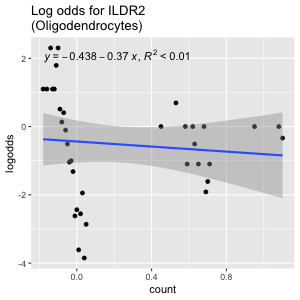 Log odds for ILDR2
(Oligodendrocytes)
y = −0.438−0.37 x, R² < 0.01
2
0
-2
-4
logodds
0.0
0.4
0.8
count